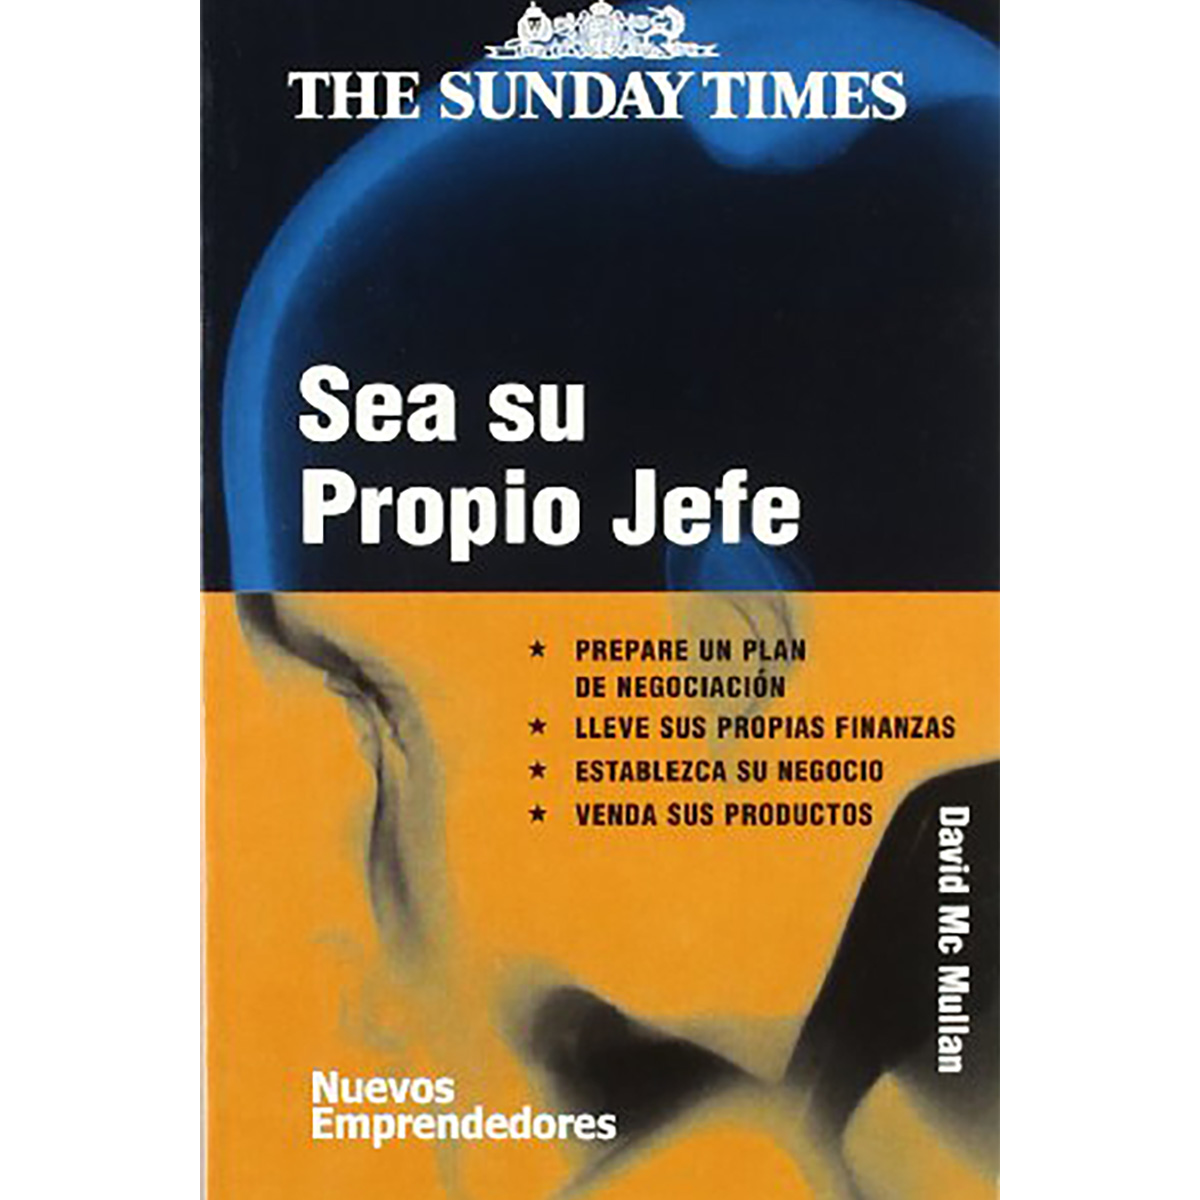 THE SUNDAY TIMES
Sea su
Propio Jefe
★ PREPARE UN PLAN
DE NEGOCIACIÓN
★ LLEVE SUS PROPIAS FINANZAS
★ ESTABLEZCA SU NEGOCIO
★ VENDA SUS PRODUCTOS
David Mc Mullan
Nuevos
Emprendedores